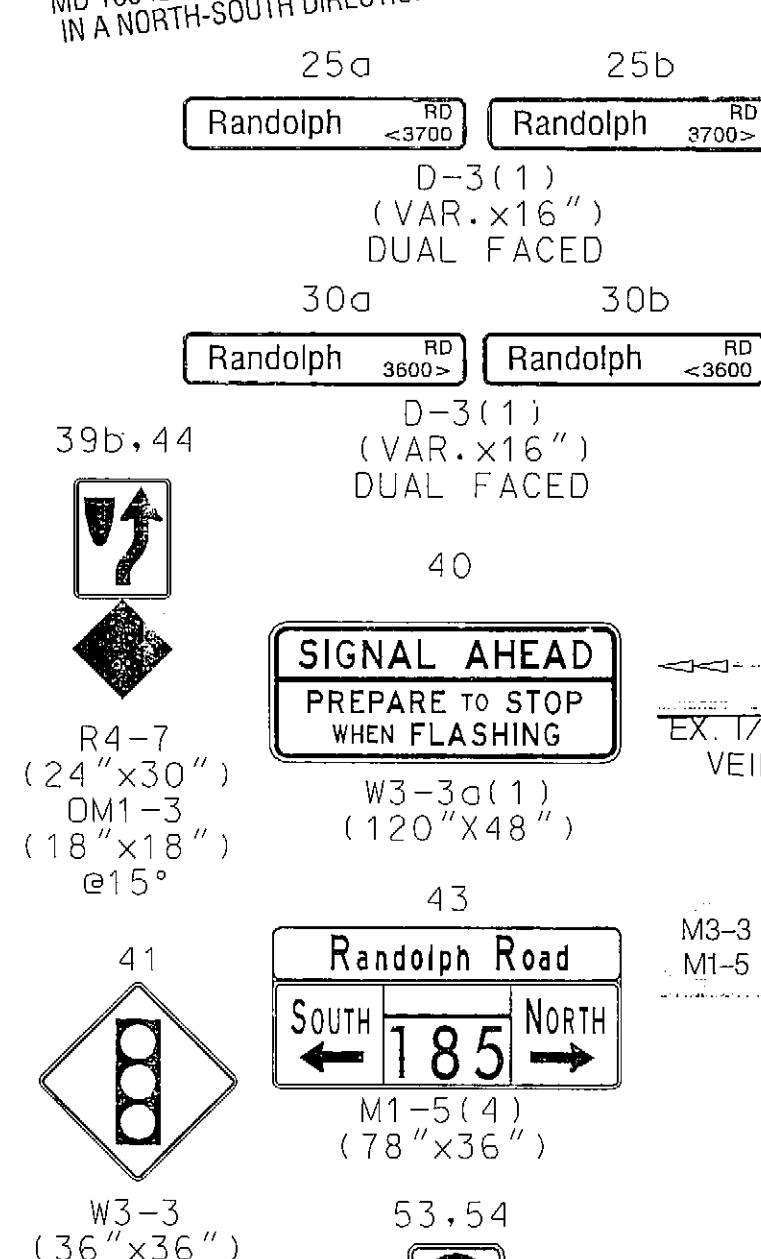 IN A NORTH-SOUTH
25a
25b
Randolph RD
<3700
Randolph RD
3700>
D-3(1)
(VAR.x16")
DUAL FACED
30a
30b
Randolph RD
3600>
Randolph RD
<3600
D-3(1)
(VAR.x16")
DUAL FACED
39b,44
R4-7
(24"x30")
OM1-3
(18"x18")
@15°
40
SIGNAL AHEAD
PREPARE TO STOP
WHEN FLASHING
W3-3a(1)
(120"X48")
EX.
41
W3-3
(36"x36")
43
Randolph Road
SOUTH 185 NORTH
M1-5(4)
(78"x36")
M3-3
M1-5
53,54